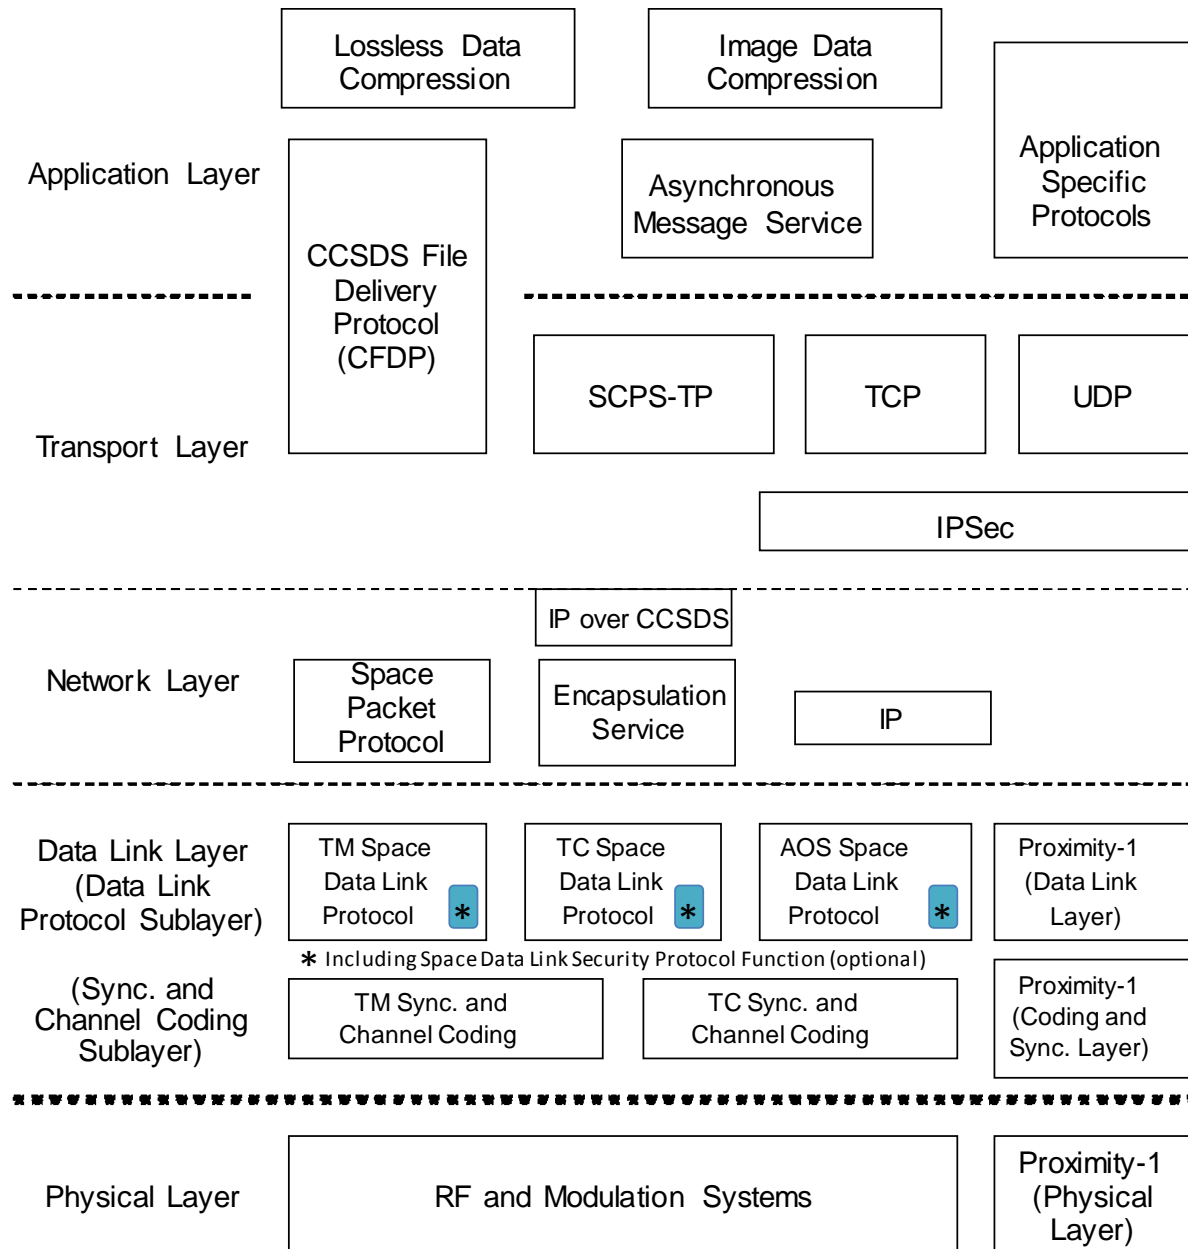 Lossless Data
Compression
Image Data
Compression
Application Layer
Application
Specific
Protocols
Asynchronous
Message Service
CCSDS File
Delivery
Protocol
(CFDP)
Transport Layer
SCPS-TP
TCP
UDP
IPSec
Network Layer
IP over CCSDS
Space
Packet
Protocol
Encapsulation
Service
IP
Data Link Layer
(Data Link
Protocol Sublayer)
TM Space
Data Link
Protocol *
TC Space
Data Link
Protocol *
AOS Space
Data Link
Protocol *
Proximity-1
(Data Link
Layer)
* Including Space Data Link Security Protocol Function (optional)
(Sync. and
Channel Coding
Sublayer)
TM Sync. and
Channel Coding
TC Sync. and
Channel Coding
Proximity-1
(Coding and
Sync. Layer)
Physical Layer
RF and Modulation Systems
Proximity-1
(Physical
Layer)